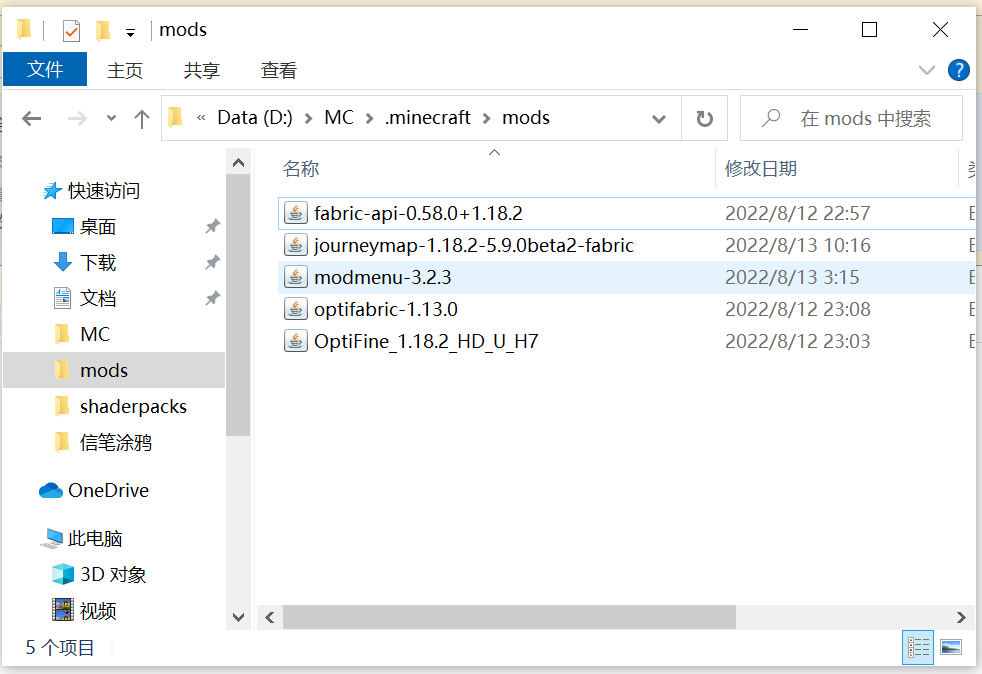 mods
文件 主页 共享 查看
« Data (D:) > MC > .minecraft > mods 在 mods 中搜索
名称 修改日期
快速访问
桌面
下载
文档
MC
mods
shaderpacks
信笔涂鸦
OneDrive
此电脑
3D 对象
视频
fabric-api-0.58.0+1.18.2 2022/8/12 22:57
journeymap-1.18.2-5.9.0beta2-fabric 2022/8/13 10:16
modmenu-3.2.3 2022/8/13 3:15
optifabric-1.13.0 2022/8/12 23:08
OptiFine_1.18.2_HD_U_H7 2022/8/12 23:03
5 个项目